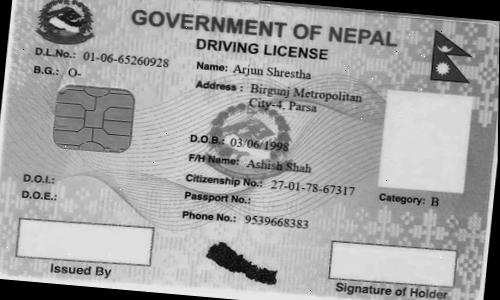 GOVERNMENT OF NEPAL
DRIVING LICENSE
D.L.No.: 01-06-65260928
B.G.: O-
Name: Arjun Shrestha
Address : Birgunj Metropolitan
City-4, Parsa
D.O.B.: 03/06/1998
F/H Name: Ashish Shah
Citizenship No.: 27-01-78-67317
D.O.I.:
D.O.E.:
Passport No.:
Phone No.: 9539668383
Category: B
Issued By
Signature of Holder